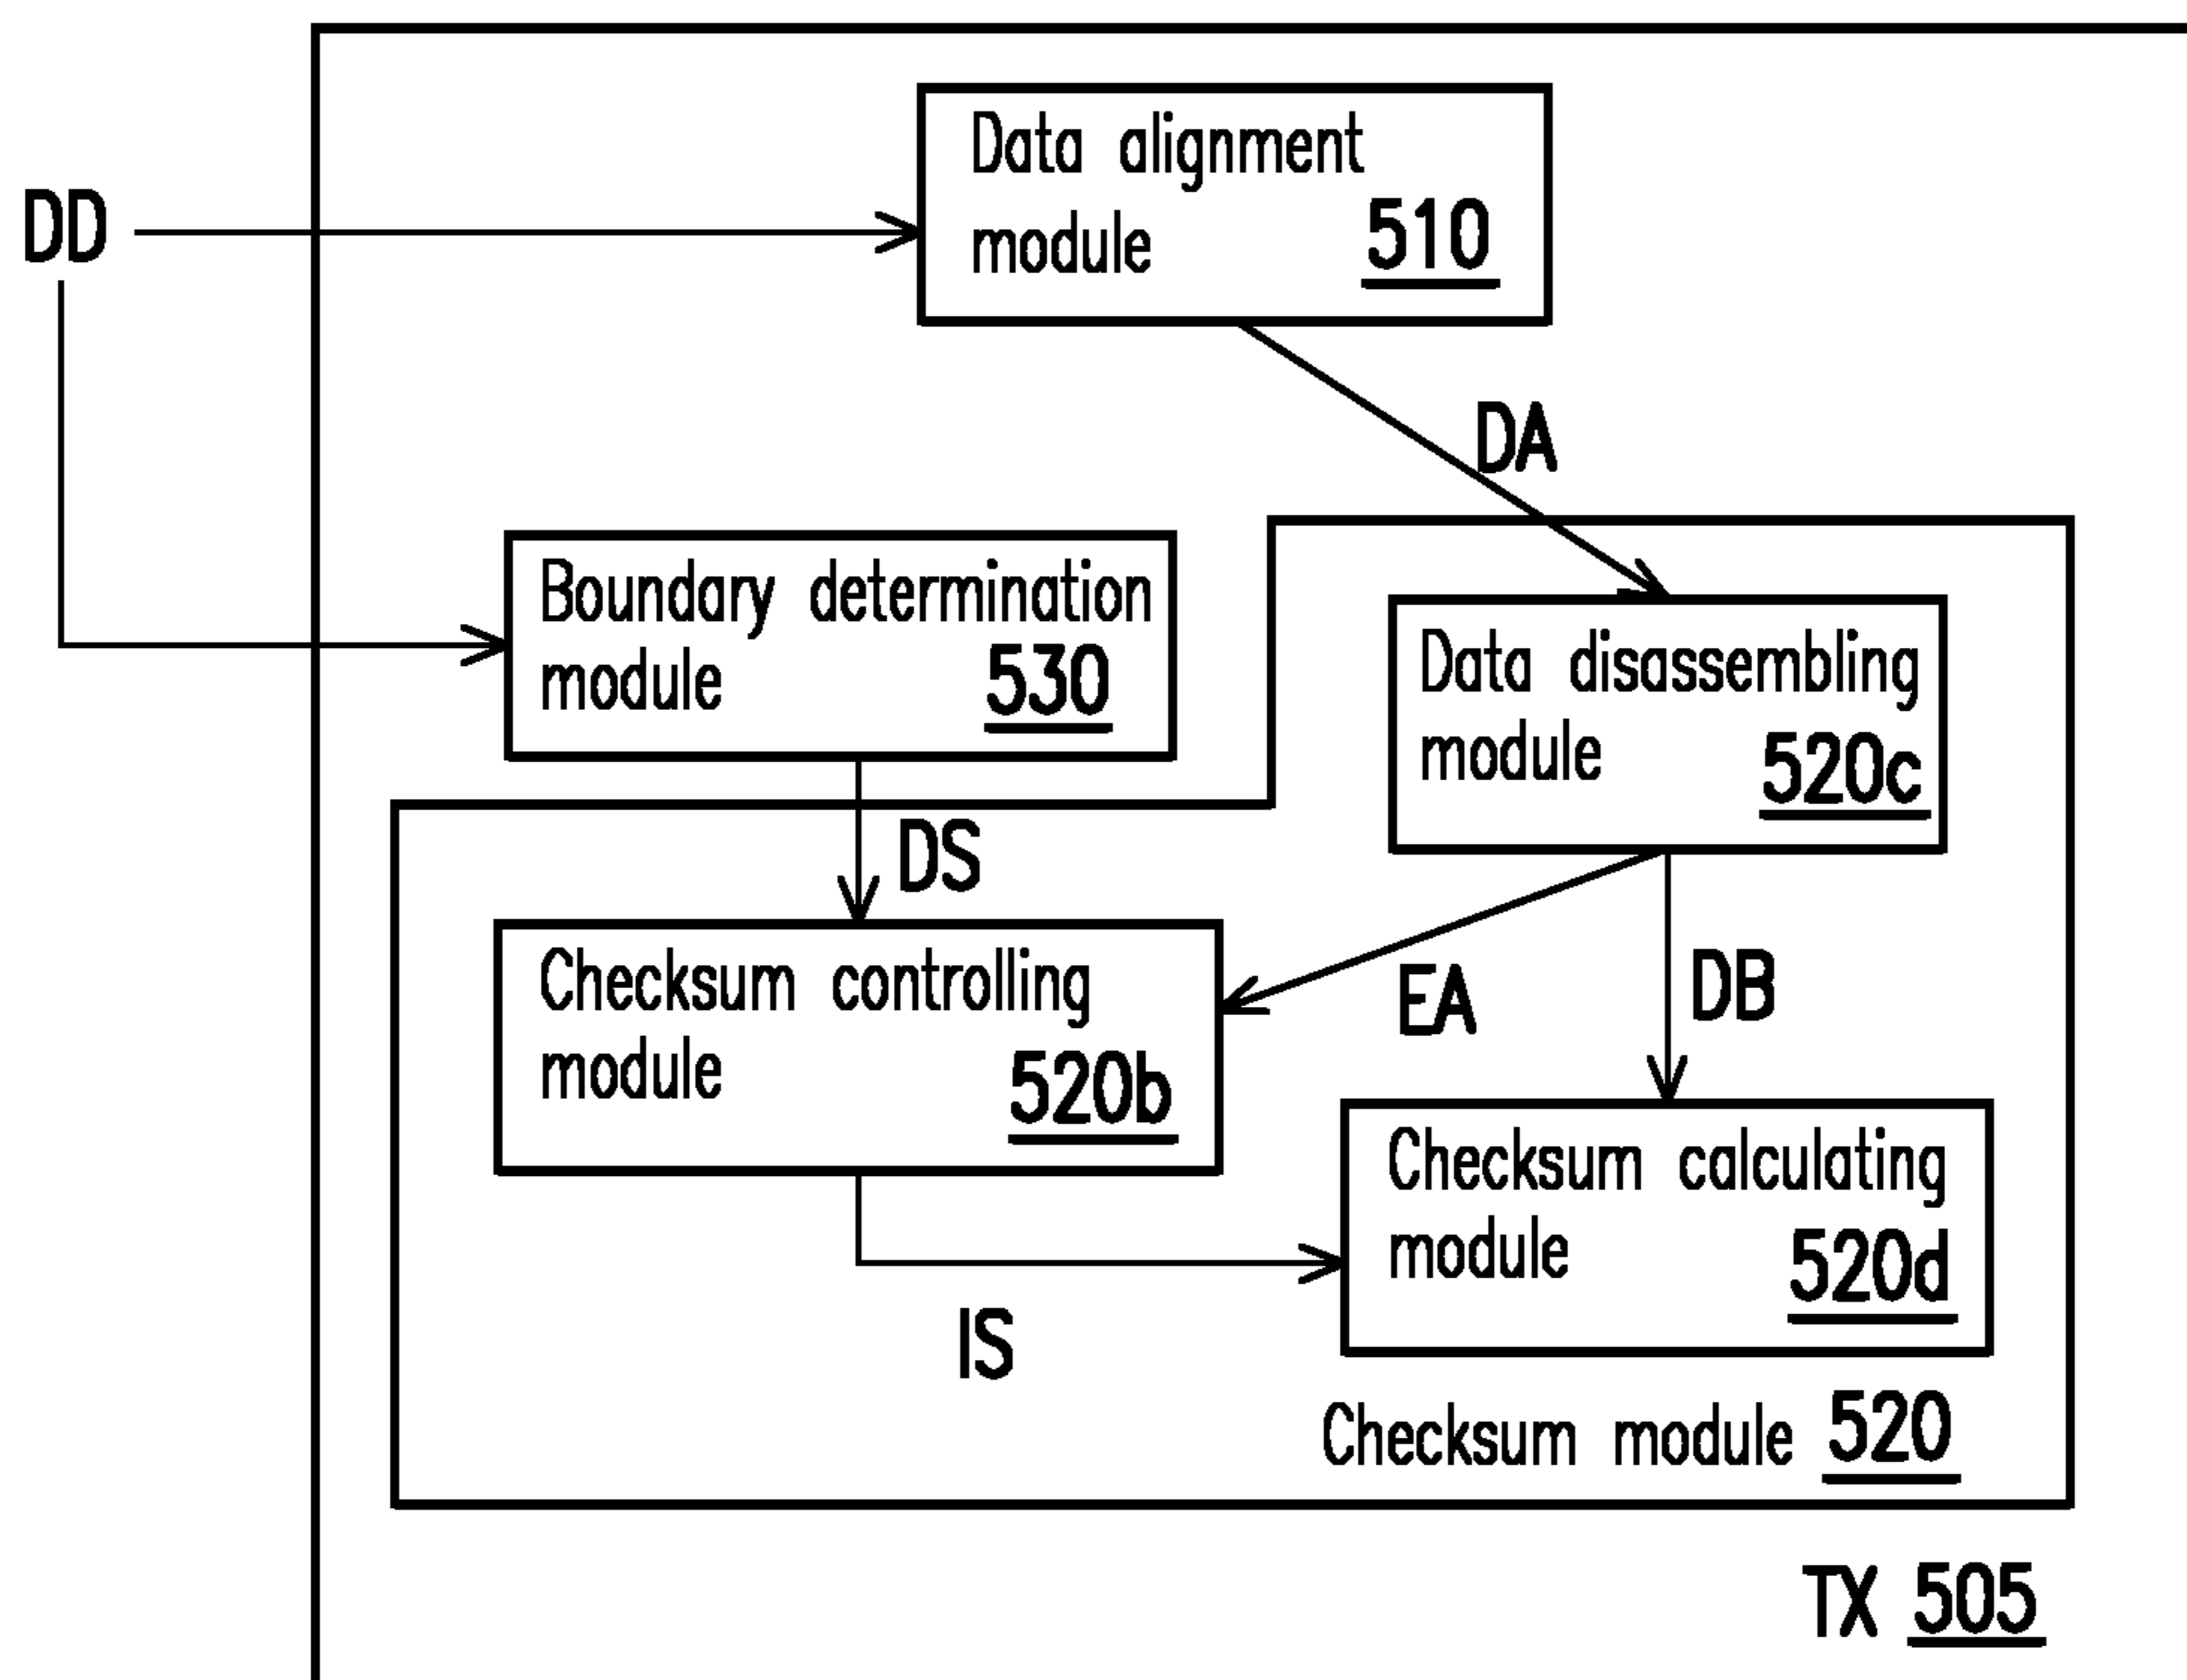 Data alignment
module 510
DD
DA
Boundary determination
module 530
Data disassembling
module 520c
DS
Checksum controlling
module 520b
EA
DB
Checksum calculating
module 520d
IS
Checksum module 520
TX 505